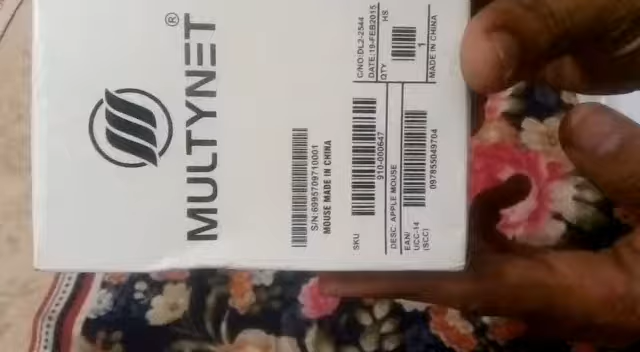 MULTYNET®
S/N:6995709710001
MOUSE MADE IN CHINA
C/NO:DL2-2544
DATE:19-FEB2015
QTY HS
1
MADE IN CHINA
SKU
910-000647
DESC: APPLE MOUSE
EAN/
UCC-14
(SCC)
097855049704